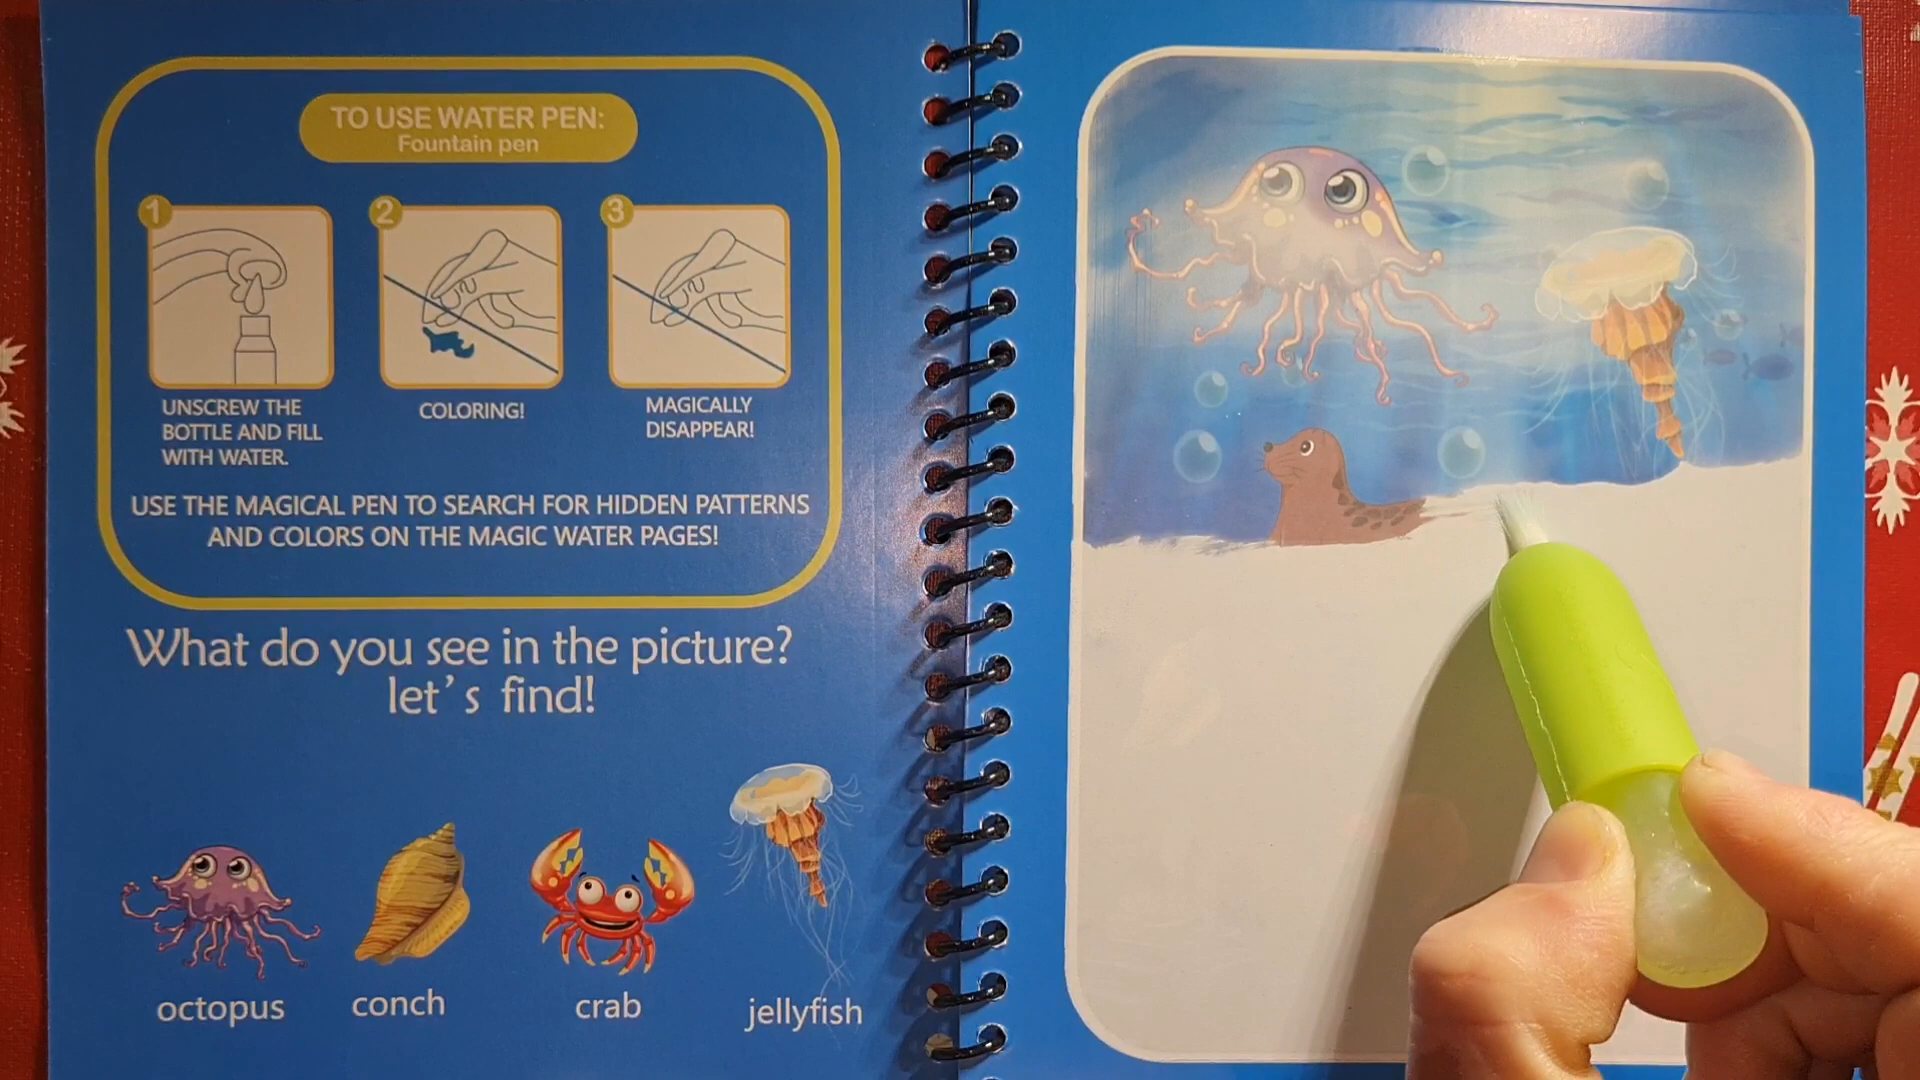 TO USE WATER PEN:
Fountain pen
1
2
3
UNSCREW THE
BOTTLE AND FILL
WITH WATER.
COLORING!
MAGICALLY
DISAPPEAR!
USE THE MAGICAL PEN TO SEARCH FOR HIDDEN PATTERNS
AND COLORS ON THE MAGIC WATER PAGES!
What do you see in the picture?
let's find!
octopus
conch
crab
jellyfish